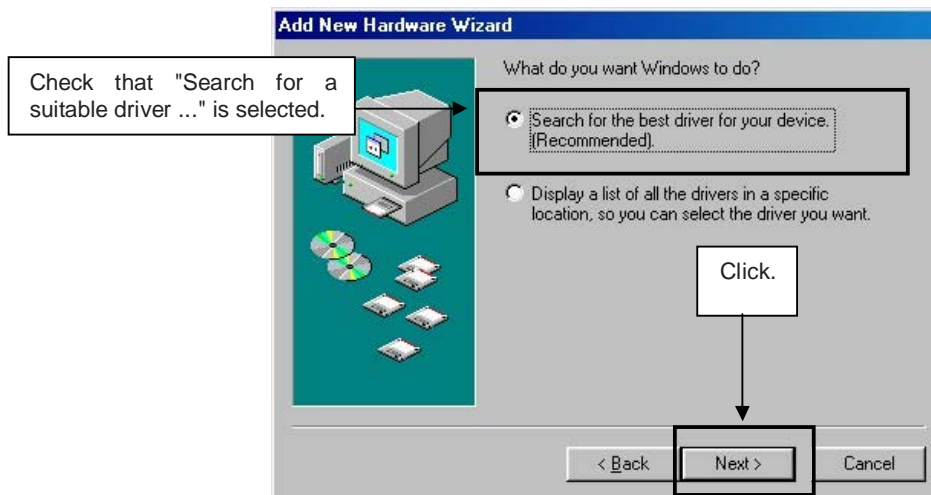 Add New Hardware Wizard
Check that "Search for a
suitable driver ..." is selected.
What do you want Windows to do?
Search for the best driver for your device.
(Recommended).
Display a list of all the drivers in a specific
location, so you can select the driver you want.
Click.
< Back
Next >
Cancel